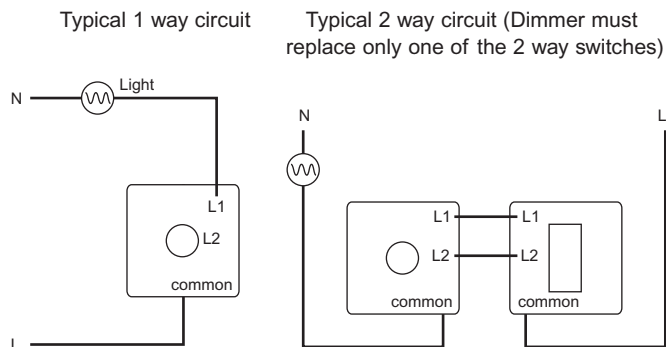 Typical 1 way circuit
Typical 2 way circuit (Dimmer must
replace only one of the 2 way switches)
N
Light
L1
L2
common
L
N
L
L1
L2
common
L1
L2
common